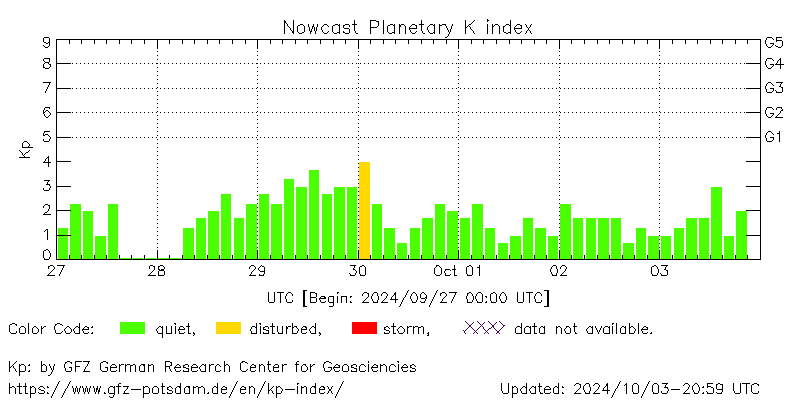 Nowcast Planetary K index
9 G5
8 G4
7 G3
6 G2
5 G1
Kp
4
3
2
1
0
27 28 29 30 Oct 01 02 03
UTC [Begin: 2024/09/27 00:00 UTC]
Color Code: quiet, disturbed, storm, data not available.
Kp: by GFZ German Research Center for Geosciencies
https://www.gfz-potsdam.de/en/kp-index/ Updated: 2024/10/03-20:59 UTC